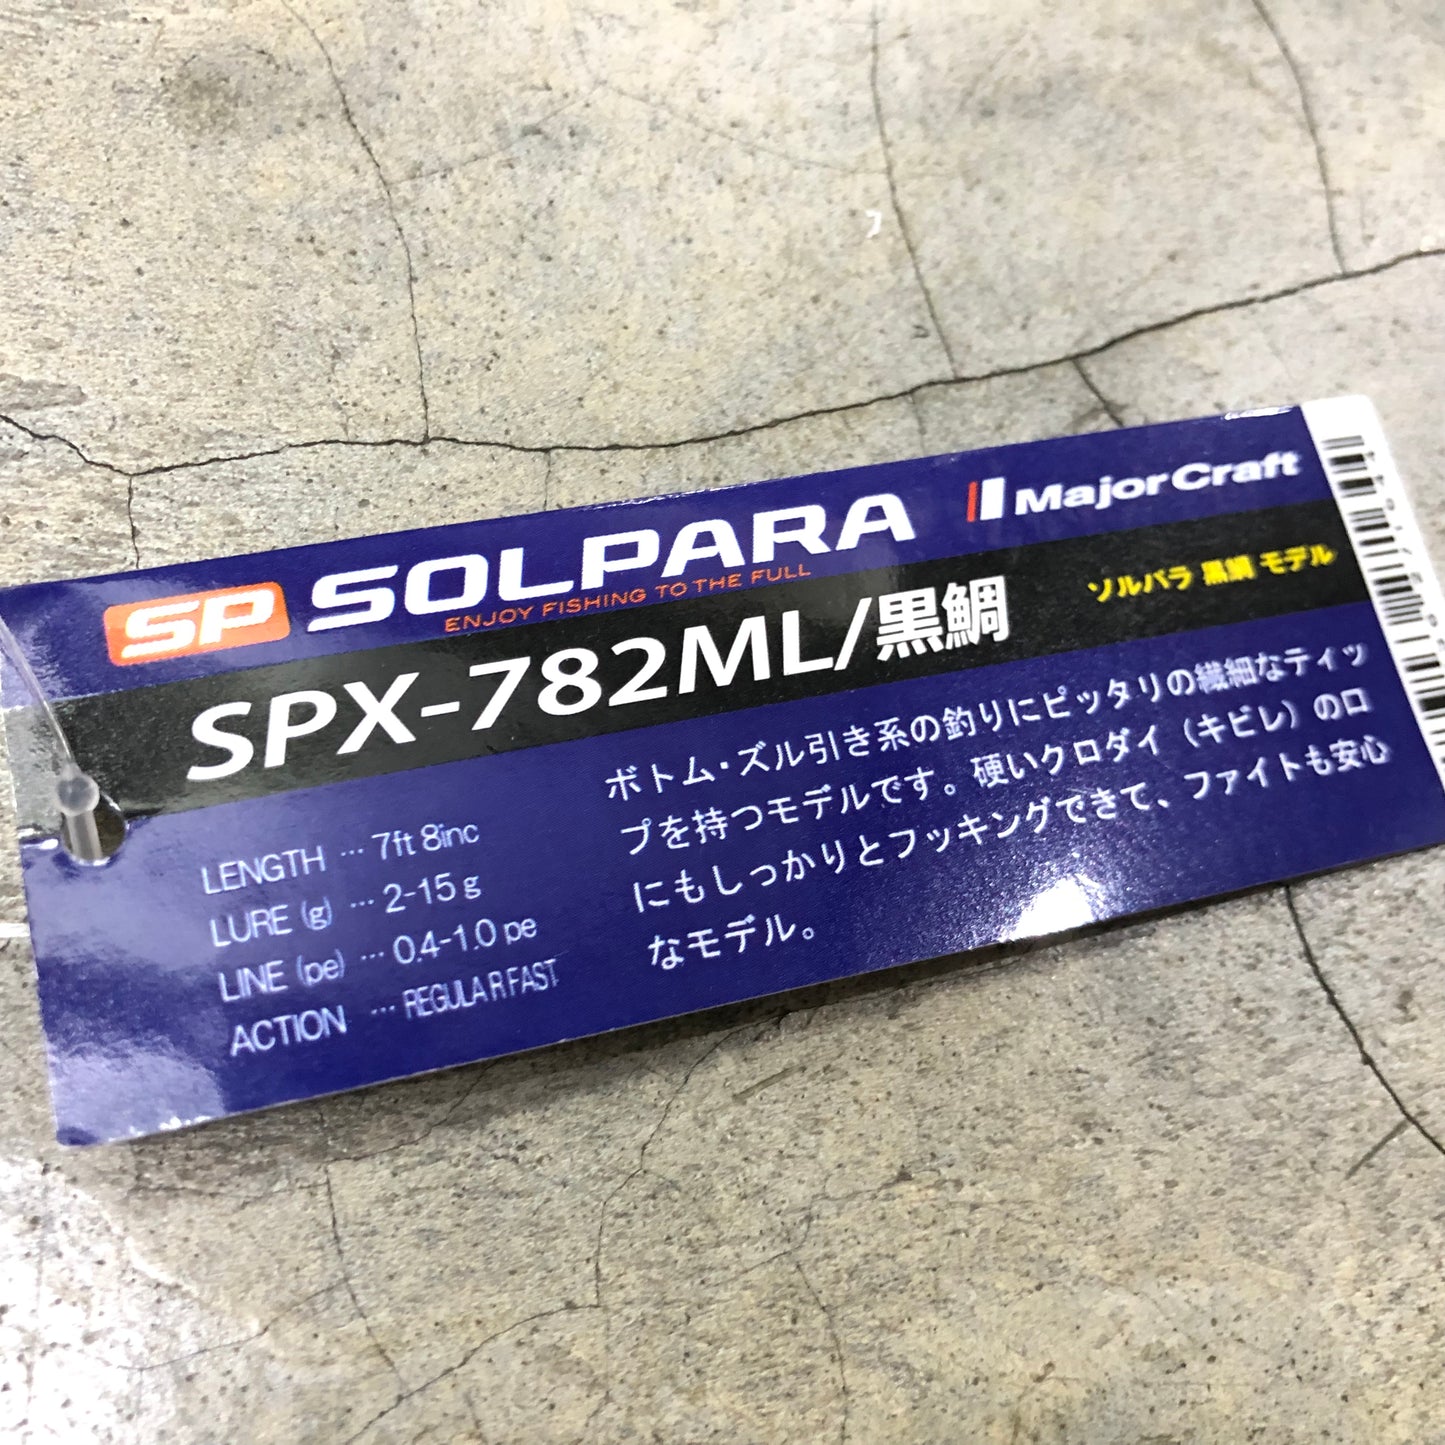 SP SOLPARA
ENJOY FISHING TO THE FULL
MajorCraft
SPX-782ML/黒鯛
ソルパラ 黒鯛 モデル
LENGTH … 7ft 8inc
LURE (g) … 2-15 g
LINE (pe) … 0.4-1.0 pe
ACTION … REGULAR FAST
ボトム・ズル引き系の釣りにピッタリの繊細なティッ
プを持つモデルです。硬いクロダイ（キビレ）の口
にもしっかりとフッキングできて、ファイトも安心
なモデル。